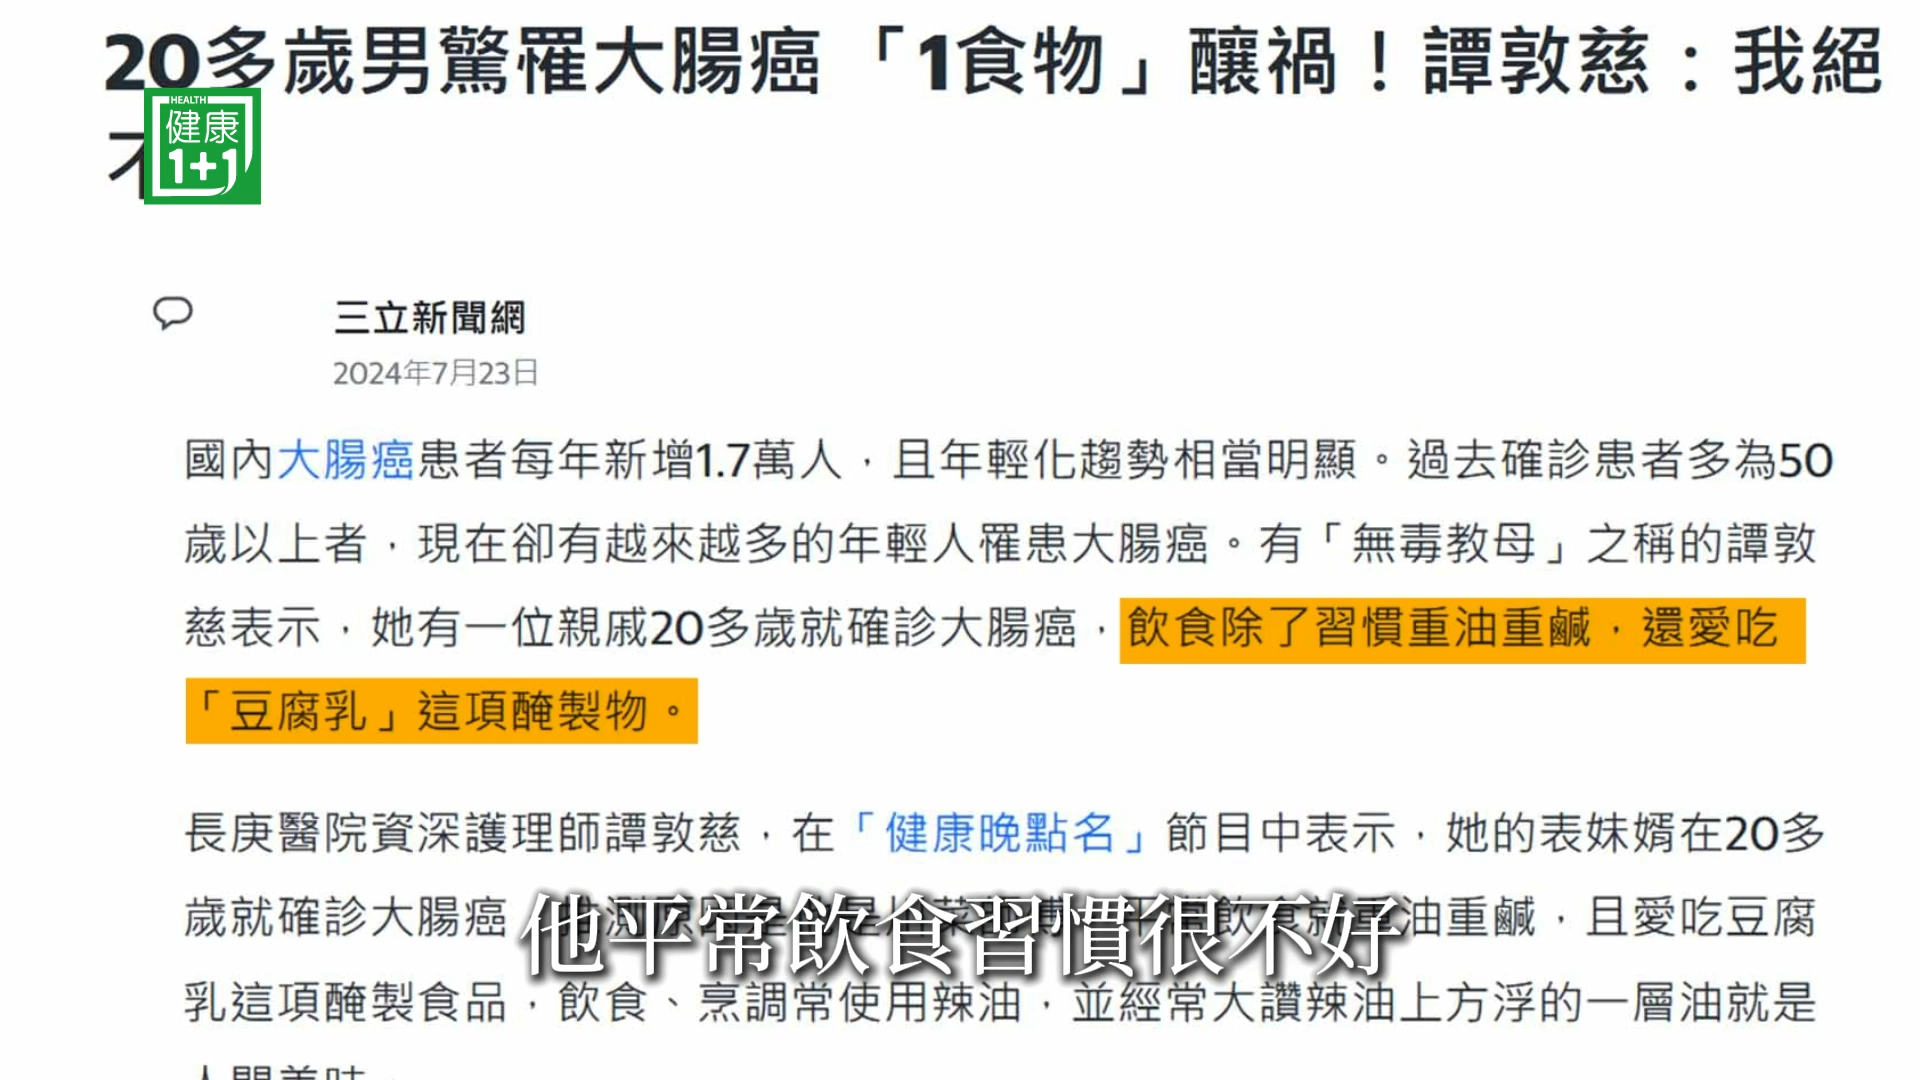 20多歲男驚罹大腸癌「1食物」釀禍！譚敦慈：我絕
HEALTH
健康
1+1
三立新聞網
2024年7月23日
國內大腸癌患者每年新增1.7萬人，且年輕化趨勢相當明顯。過去確診患者多為50
歲以上者，現在卻有越來越多的年輕人罹患大腸癌。有「無毒教母」之稱的譚敦
慈表示，她有一位親戚20多歲就確診大腸癌，飲食除了習慣重油重鹹，還愛吃
「豆腐乳」這項醃製物。
長庚醫院資深護理師譚敦慈，在「健康晚點名」節目中表示，她的表妹婿在20多
歲就確診大腸癌 油重鹹，且愛吃豆腐
他平常飲食習慣很不好
乳這項醃製食品，飲食、烹調常使用辣油，並經常大讚辣油上方浮的一層油就是